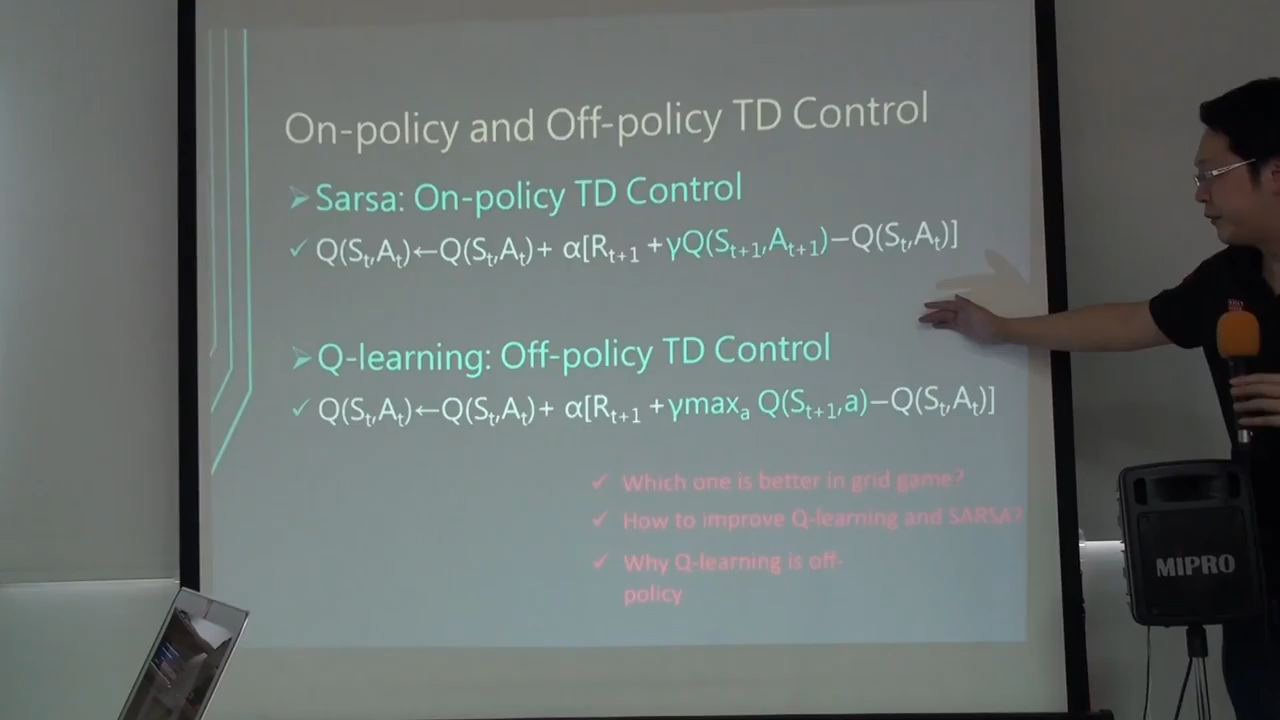 On-policy and Off-policy TD Control
➢ Sarsa: On-policy TD Control
✓ Q(Sₜ,Aₜ)←Q(Sₜ,Aₜ)+ α[Rₜ₊₁ +γQ(Sₜ₊₁,Aₜ₊₁)−Q(Sₜ,Aₜ)]
➢ Q-learning: Off-policy TD Control
✓ Q(Sₜ,Aₜ)←Q(Sₜ,Aₜ)+ α[Rₜ₊₁ +γmaxₐ Q(Sₜ₊₁,a)−Q(Sₜ,Aₜ)]
✓ Which one is better in grid game?
✓ How to improve Q-learning and SARSA?
✓ Why Q-learning is off-
policy
MIPRO